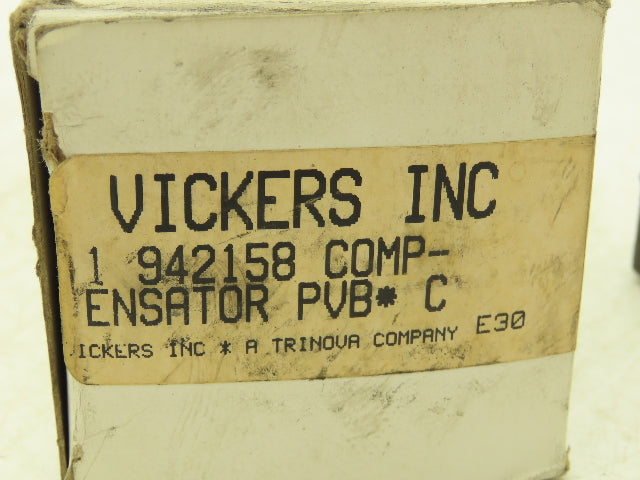 VICKERS INC
1 942158 COMP-
ENSATOR PVB* C
ICKERS INC * A TRINOVA COMPANY E30